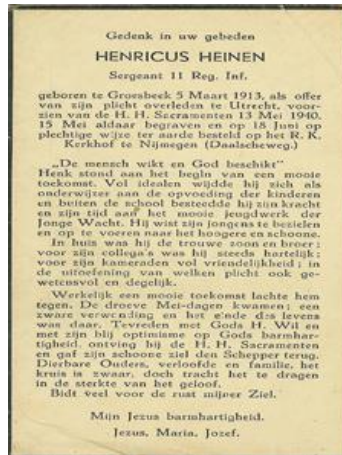 Gedenk in uw gebeden
HENRICUS HEINEN
Sergeant 11 Reg. Inf.
geboren te Groesbeek 5 Maart 1913, als offer
van zijn plicht overleden te Utrecht, voor-
zien van de H. H. Sacramenten 13 Mei 1940.
15 Mei aldaar begraven en op 18 Juni op
plechtige wijze ter aarde besteld op het R. K.
Kerkhof te Nijmegen (Daalscheweg.)
„De mensch wikt en God beschikt"
Henk stond aan het begin van een mooie
toekomst. Vol idealen wijdde hij zich als
onderwijzer aan de opvoeding der kinderen
en buiten de school besteedde hij zijn kracht
en zijn tijd aan het mooie jeugdwerk der
Jonge Wacht. Hij wist zijn jongens te bezielen
en op te voeren naar het hoogere en schoone.
In huis was hij de trouwe zoon en broer;
voor zijn collega's was hij steeds hartelijk;
voor zijn kameraden vol vriendelijkheid; in
de uitoefening van welken plicht ook ge-
wetensvol en degelijk.
Werkelijk een mooie toekomst lachte hem
tegen. De droeve Mei-dagen kwamen; een
zware verwonding en het einde des levens
was daar. Tevreden met Gods H. Wil en
met zijn blij optimisme op Gods barmhar-
tigheid, ontving hij de H. H. Sacramenten
en gaf zijn schoone ziel den Schepper terug.
Dierbare Ouders, verloofde en familie, het
kruis is zwaar, doch tracht het te dragen
in de sterkte van het geloof.
Bidt veel voor de rust mijner Ziel.
Mijn Jezus barmhartigheid.
Jezus, Maria, Jozef.